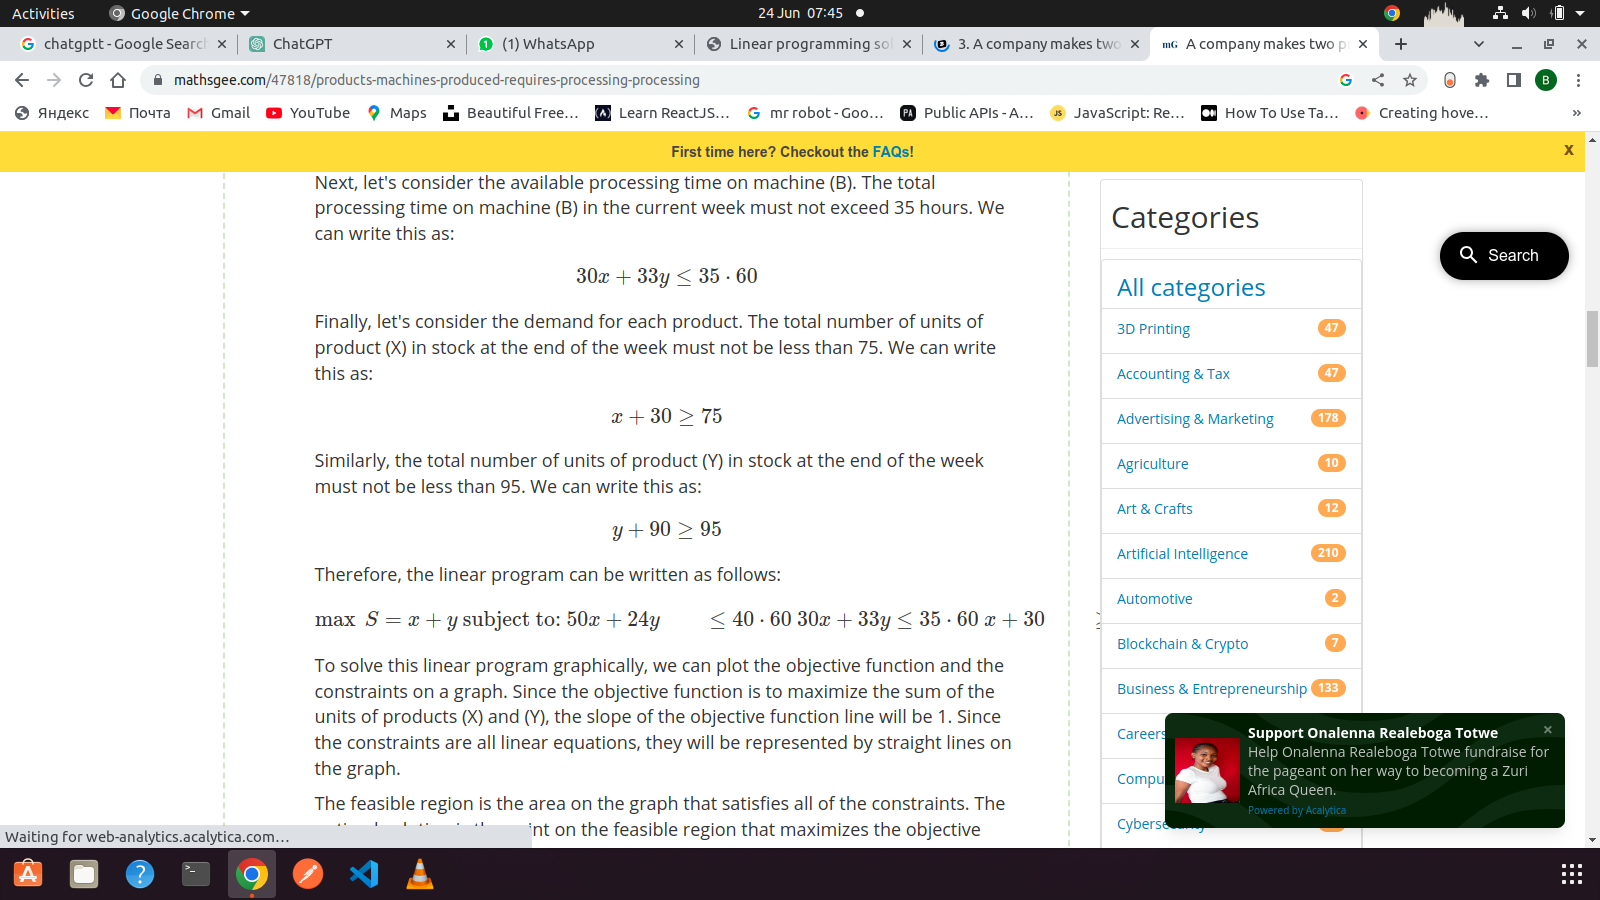 Activities
Google Chrome
24 Jun 07:45
chatgptt - Google Search
ChatGPT
(1) WhatsApp
Linear programming sol
3. A company makes two
mG
A company makes two p
mathsgee.com/47818/products-machines-produced-requires-processing-processing
B
Яндекс
Почта
Gmail
YouTube
Maps
Beautiful Free…
Learn ReactJS…
mr robot - Goo…
Public APIs - A…
JavaScript: Re…
How To Use Ta…
Creating hove…
»
First time here? Checkout the FAQs!
x
Next, let's consider the available processing time on machine (B). The total
processing time on machine (B) in the current week must not exceed 35 hours. We
can write this as:
30x + 33y ≤ 35 · 60
Finally, let's consider the demand for each product. The total number of units of
product (X) in stock at the end of the week must not be less than 75. We can write
this as:
x + 30 ≥ 75
Similarly, the total number of units of product (Y) in stock at the end of the week
must not be less than 95. We can write this as:
y + 90 ≥ 95
Therefore, the linear program can be written as follows:
max S = x + y subject to: 50x + 24y ≤ 40 · 60 30x + 33y ≤ 35 · 60 x + 30
To solve this linear program graphically, we can plot the objective function and the
constraints on a graph. Since the objective function is to maximize the sum of the
units of products (X) and (Y), the slope of the objective function line will be 1. Since
the constraints are all linear equations, they will be represented by straight lines on
the graph.
The feasible region is the area on the graph that satisfies all of the constraints. The
int on the feasible region that maximizes the objective
Categories
All categories
3D Printing 47
Accounting & Tax 47
Advertising & Marketing 178
Agriculture 10
Art & Crafts 12
Artificial Intelligence 210
Automotive 2
Blockchain & Crypto 7
Business & Entrepreneurship 133
Careers
Compu
Cybersecurity
Search
Support Onalenna Realeboga Totwe
Help Onalenna Realeboga Totwe fundraise for
the pageant on her way to becoming a Zuri
Africa Queen.
Powered by Acalytica
×
Waiting for web-analytics.acalytica.com…